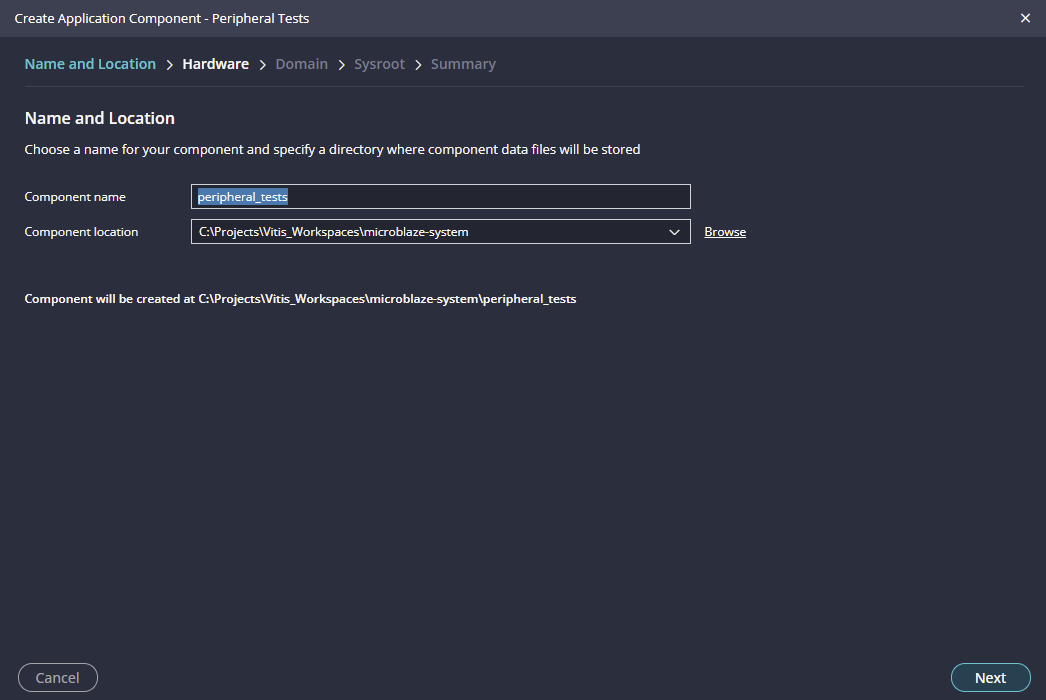 Create Application Component - Peripheral Tests
Name and Location > Hardware > Domain > Sysroot > Summary
Name and Location
Choose a name for your component and specify a directory where component data files will be stored
Component name peripheral_tests
Component location C:\Projects\Vitis_Workspaces\microblaze-system Browse
Component will be created at C:\Projects\Vitis_Workspaces\microblaze-system\peripheral_tests
Cancel Next